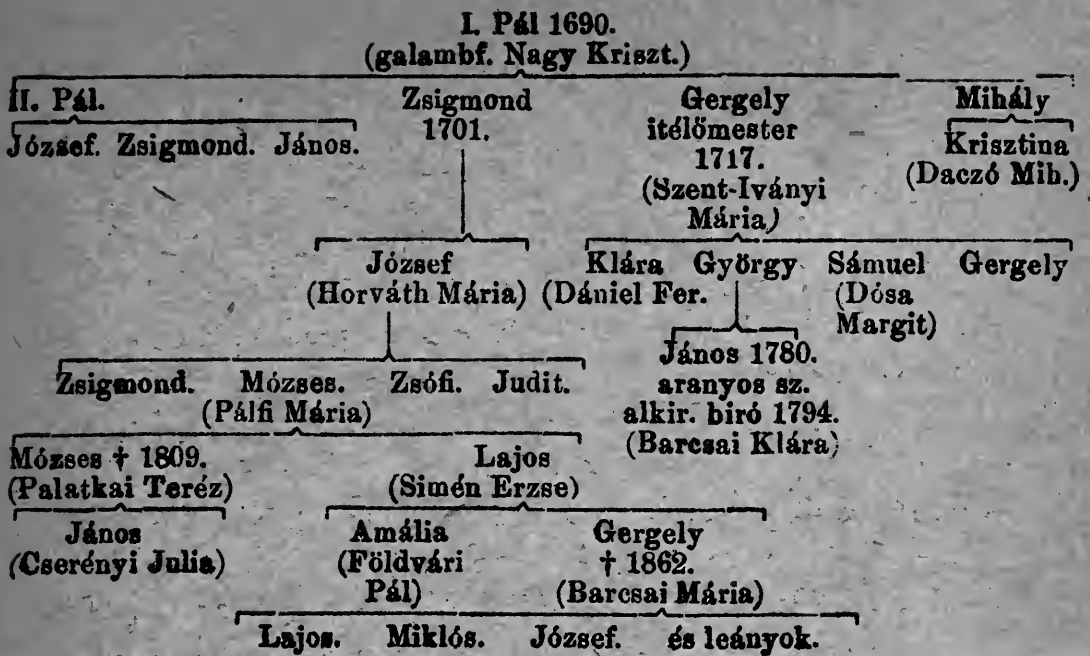 I. Pál 1690.
(galambf. Nagy Kriszt.)
II. Pál. Zsigmond Gergely Mihály
József. Zsigmond. János. 1701. itélőmester Krisztina
1717. (Daczó Mih.)
(Szent-Iványi
Mária)
József Klára György Sámuel Gergely
(Horváth Mária) (Dániel Fer. (Dósa
Margit)
János 1780.
Zsigmond. Mózses. Zsófi. Judit. aranyos sz.
(Pálfi Mária) alkir. biró 1794.
(Barcsai Klára)
Mózses † 1809. Lajos
(Palatkai Teréz) (Simén Erzse)
János Amália Gergely
(Cserényi Julia) (Földvári † 1862.
Pál) (Barcsai Mária)
Lajos. Miklós. József. és leányok.